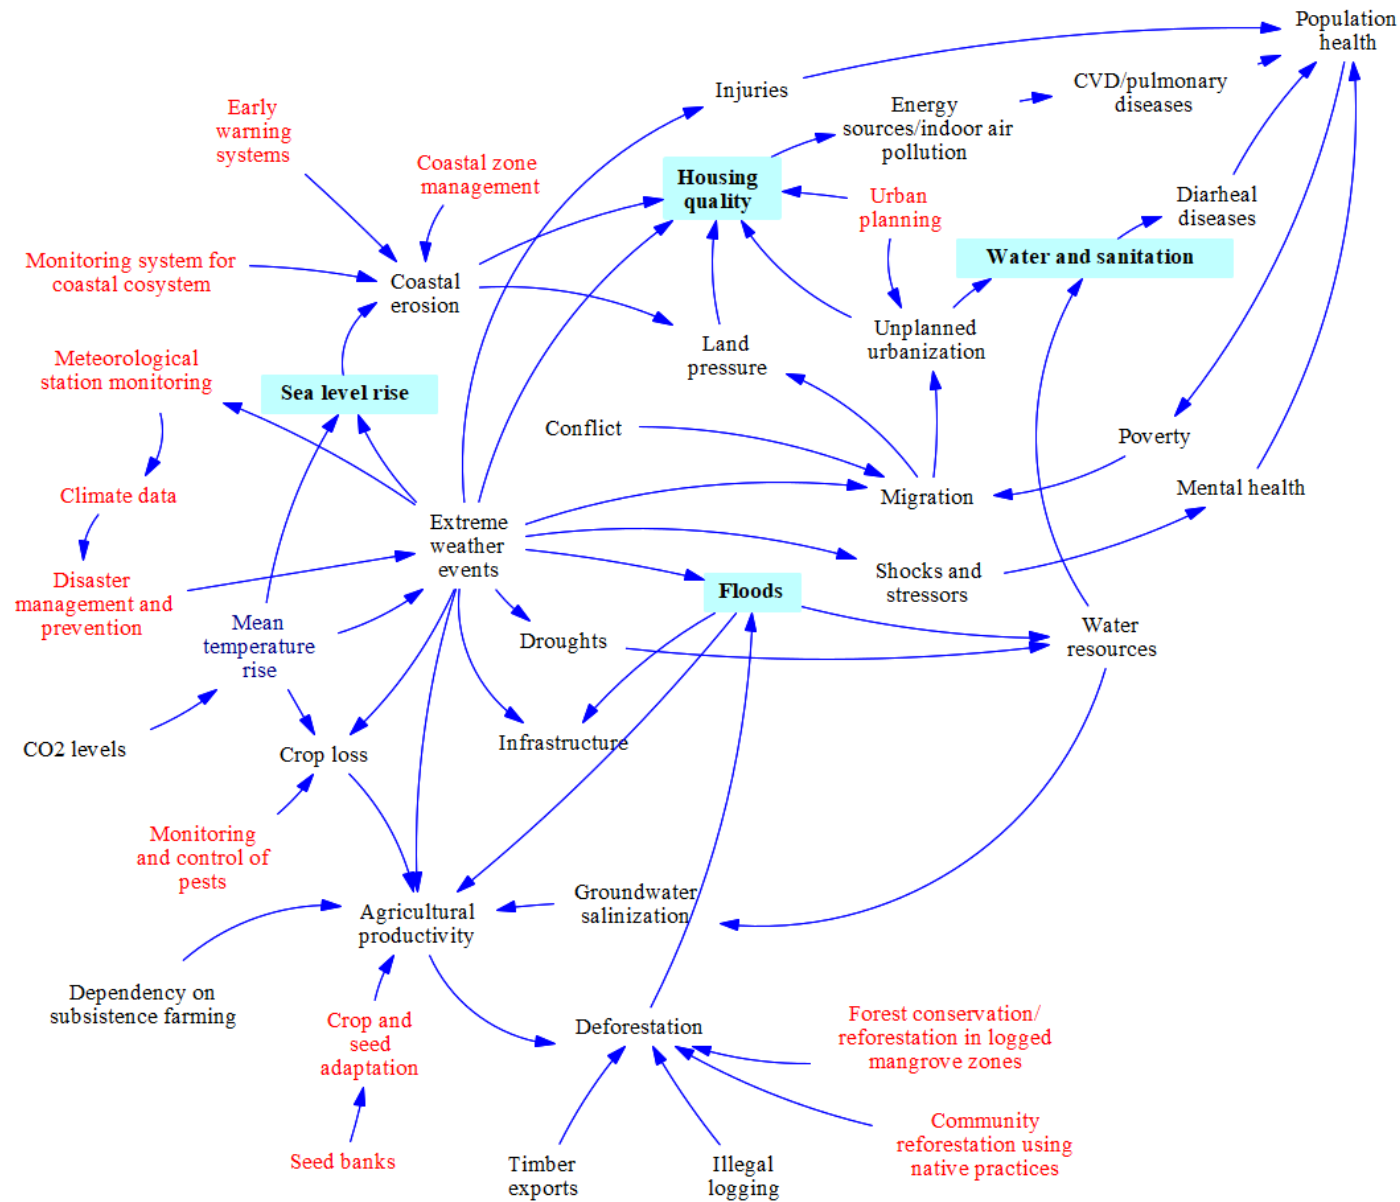 Population
health
Injuries
CVD/pulmonary
diseases
Early
warning
systems
Energy
sources/indoor air
pollution
Coastal zone
management
Housing
quality
Urban
planning
Diarheal
diseases
Monitoring system for
coastal cosystem
Coastal
erosion
Water and sanitation
Unplanned
urbanization
Land
pressure
Meteorological
station monitoring
Sea level rise
Conflict
Poverty
Climate data
Migration
Mental health
Extreme
weather
events
Disaster
management and
prevention
Shocks and
stressors
Floods
Mean
temperature
rise
Droughts
Water
resources
CO2 levels
Crop loss
Infrastructure
Monitoring
and control of
pests
Agricultural
productivity
Groundwater
salinization
Dependency on
subsistence farming
Crop and
seed
adaptation
Deforestation
Forest conservation/
reforestation in logged
mangrove zones
Community
reforestation using
native practices
Seed banks
Timber
exports
Illegal
logging